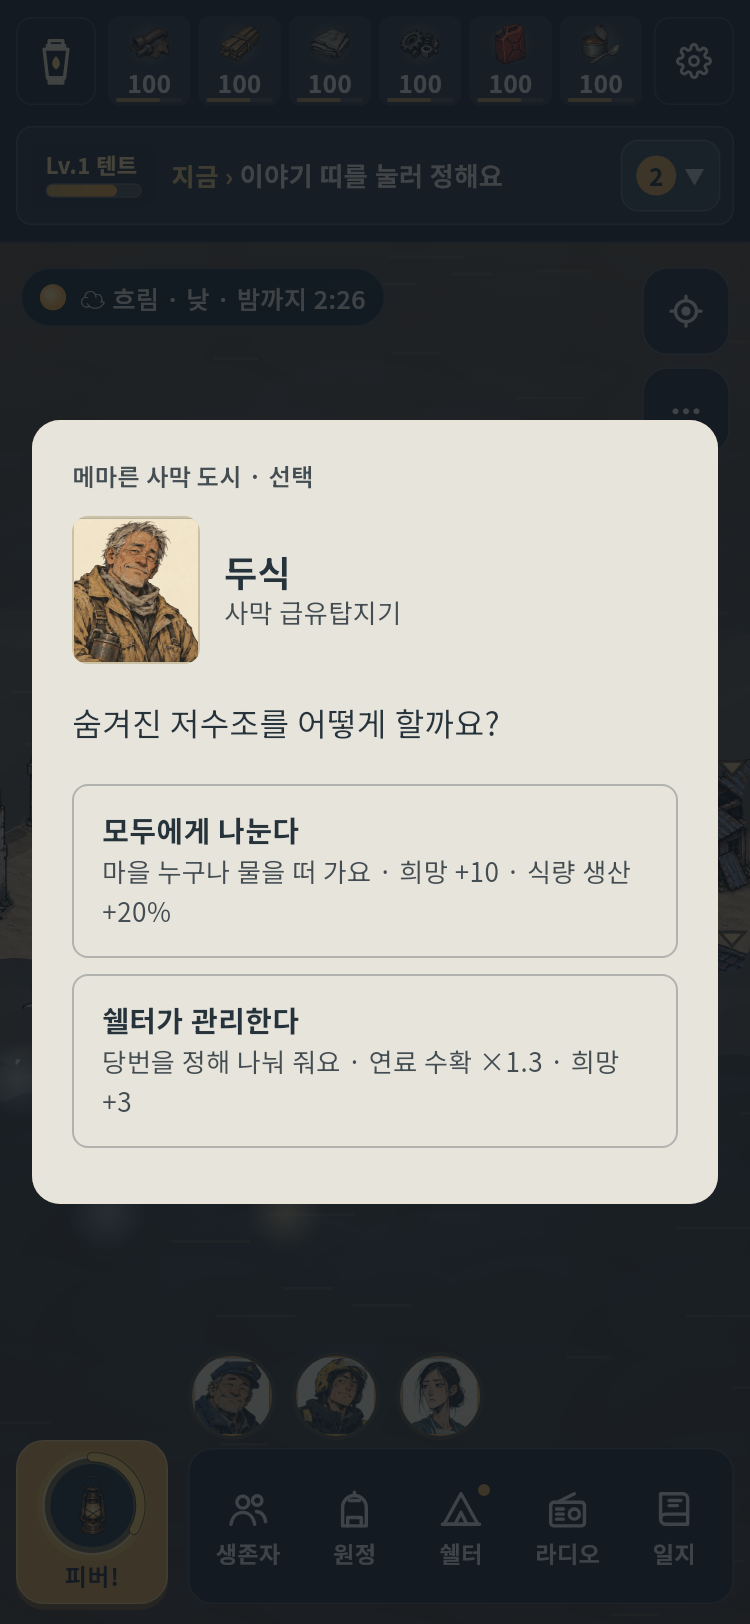 100 100 100 100 100 100
Lv.1 텐트
지금 › 이야기 띠를 눌러 정해요
2
흐림 · 낮 · 밤까지 2:26
메마른 사막 도시 · 선택
두식
사막 급유탑지기
숨겨진 저수조를 어떻게 할까요?
모두에게 나눈다
마을 누구나 물을 떠 가요 · 희망 +10 · 식량 생산
+20%
쉘터가 관리한다
당번을 정해 나눠 줘요 · 연료 수확 ×1.3 · 희망
+3
피버!
생존자 원정 쉘터 라디오 일지